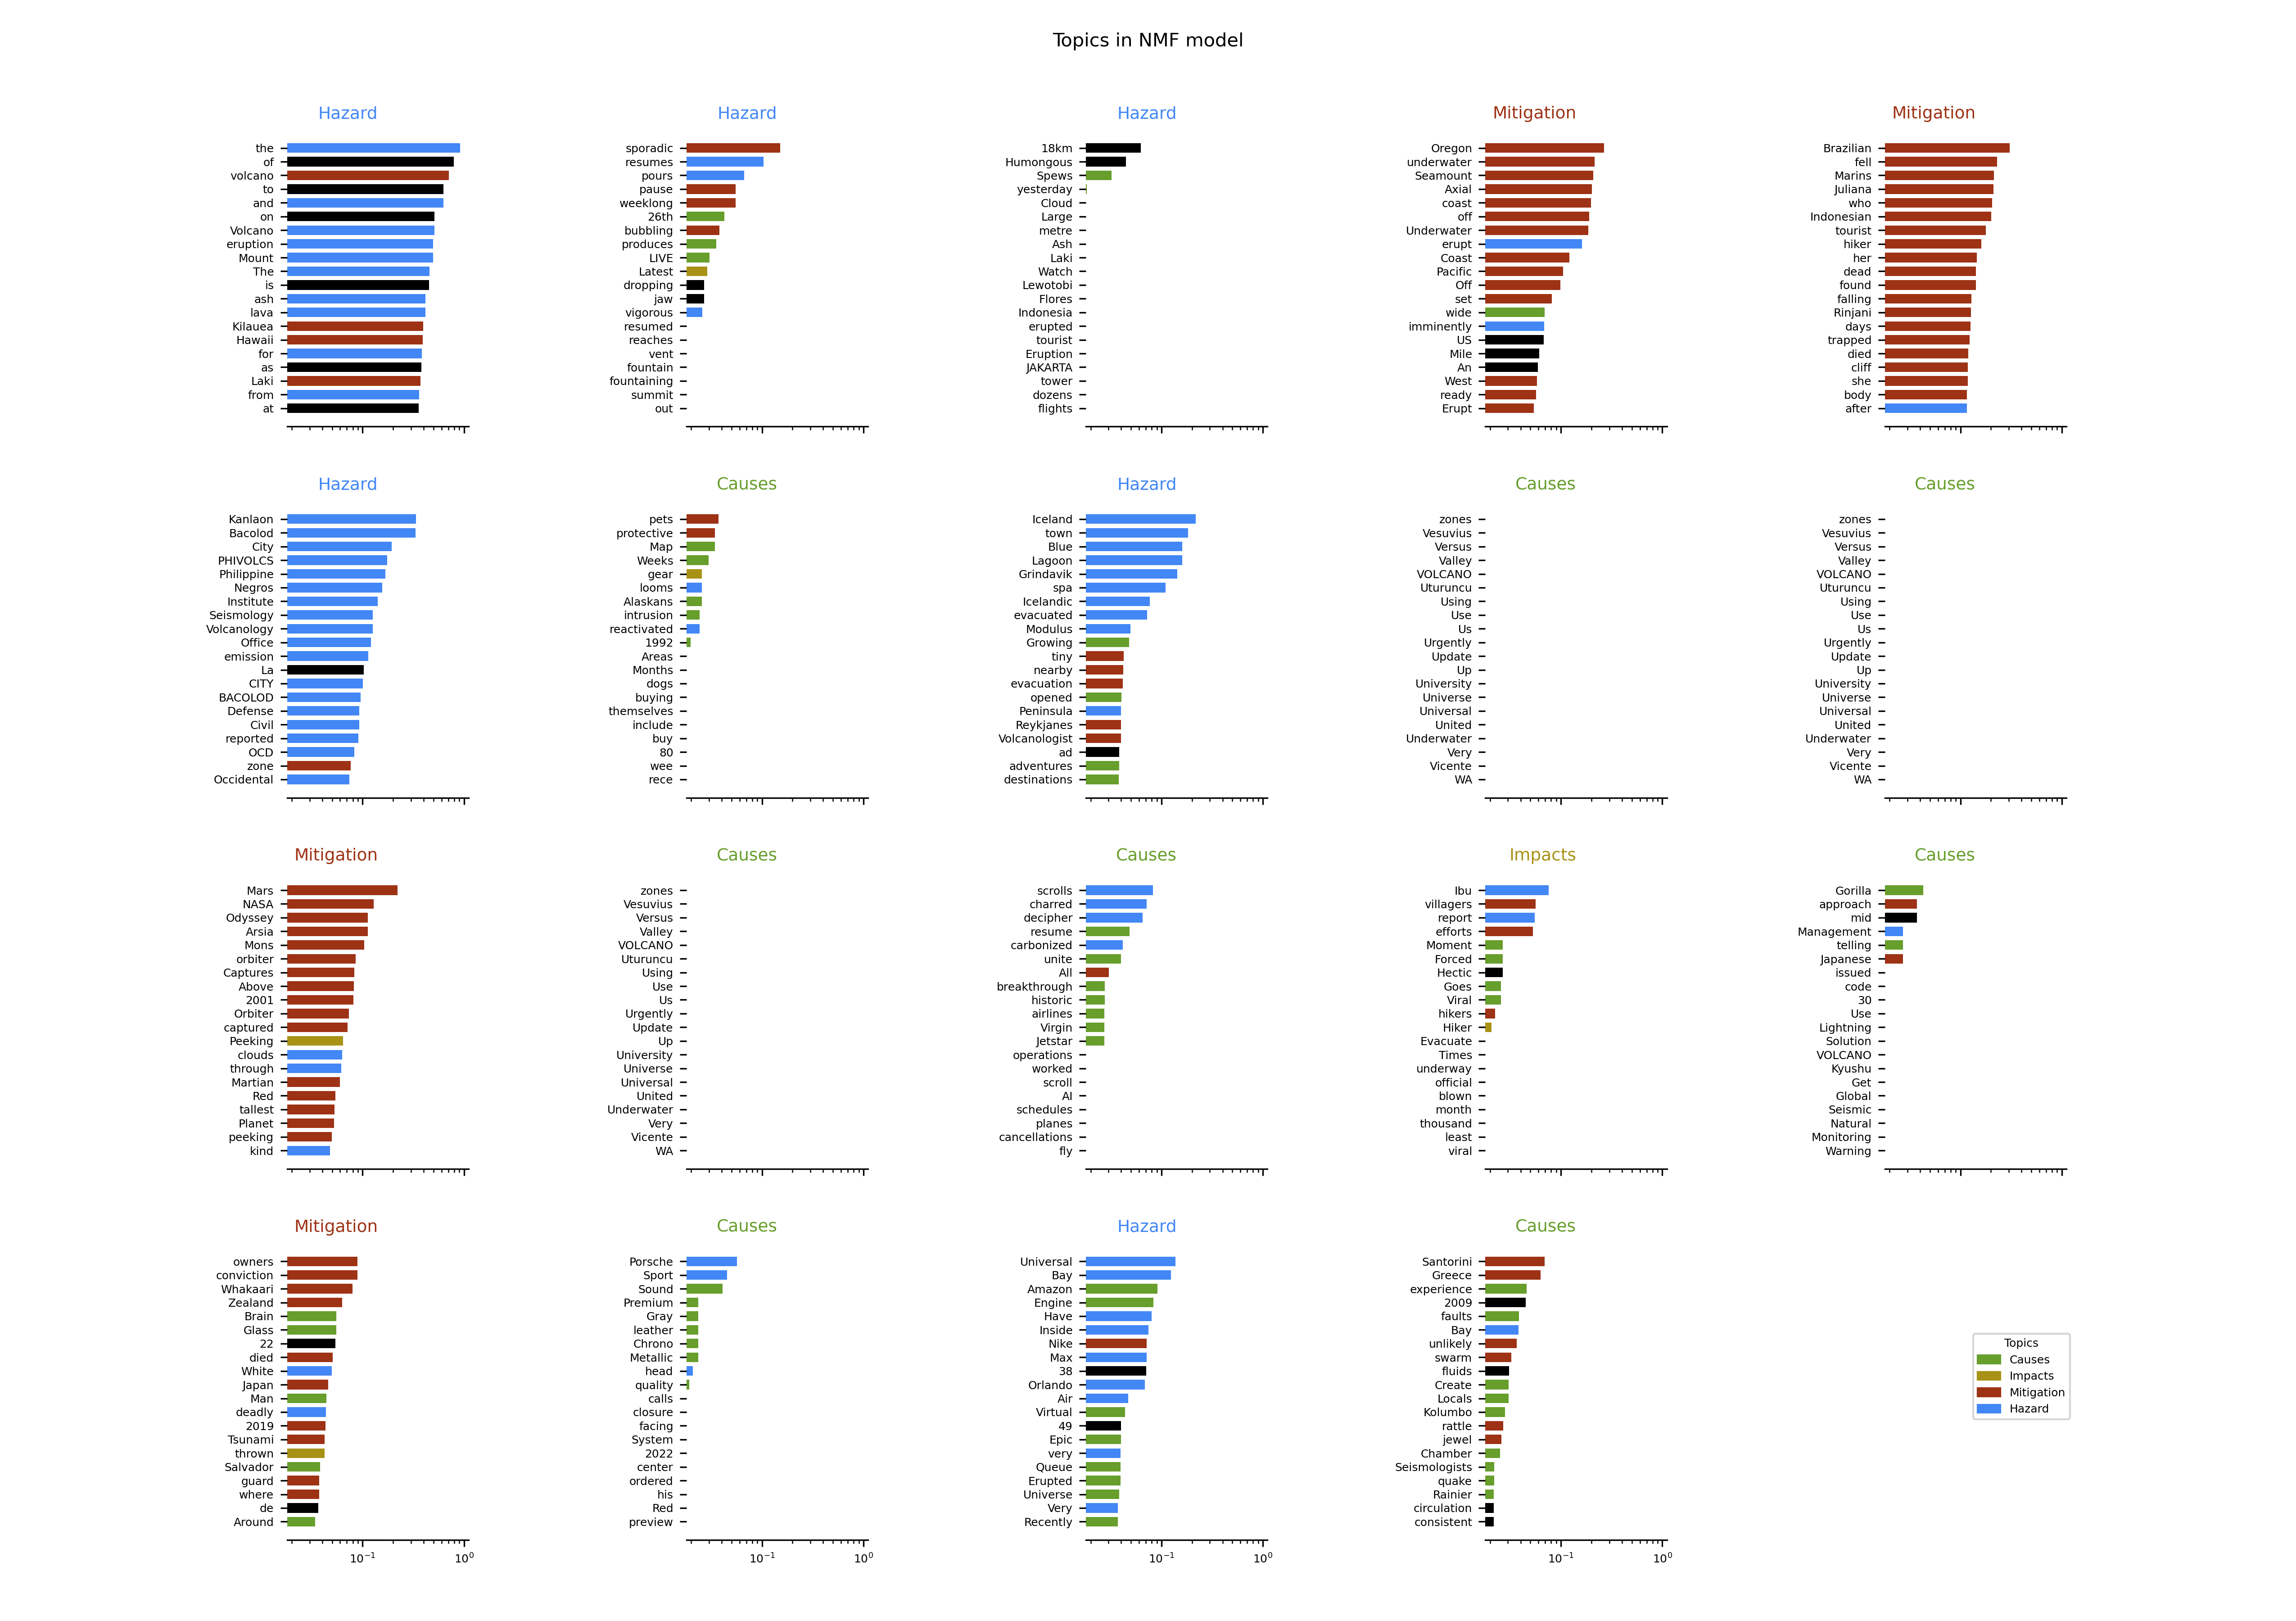 Topics in NMF model
Hazard
the
of
volcano
to
and
on
Volcano
eruption
Mount
The
is
ash
lava
Kilauea
Hawaii
for
as
Laki
from
at
Hazard
sporadic
resumes
pours
pause
weeklong
26th
bubbling
produces
LIVE
Latest
dropping
jaw
vigorous
resumed
reaches
vent
fountain
fountaining
summit
out
Hazard
18km
Humongous
Spews
yesterday
Cloud
Large
metre
Ash
Laki
Watch
Lewotobi
Flores
Indonesia
erupted
tourist
Eruption
JAKARTA
tower
dozens
flights
Mitigation
Oregon
underwater
Seamount
Axial
coast
off
Underwater
erupt
Coast
Pacific
Off
set
wide
imminently
US
Mile
An
West
ready
Erupt
Mitigation
Brazilian
fell
Marins
Juliana
who
Indonesian
tourist
hiker
her
dead
found
falling
Rinjani
days
trapped
died
cliff
she
body
after
Hazard
Kanlaon
Bacolod
City
PHIVOLCS
Philippine
Negros
Institute
Seismology
Volcanology
Office
emission
La
CITY
BACOLOD
Defense
Civil
reported
OCD
zone
Occidental
Causes
pets
protective
Map
Weeks
gear
looms
Alaskans
intrusion
reactivated
1992
Areas
Months
dogs
buying
themselves
include
buy
80
wee
rece
Hazard
Iceland
town
Blue
Lagoon
Grindavik
spa
Icelandic
evacuated
Modulus
Growing
tiny
nearby
evacuation
opened
Peninsula
Reykjanes
Volcanologist
ad
adventures
destinations
Causes
zones
Vesuvius
Versus
Valley
VOLCANO
Uturuncu
Using
Use
Us
Urgently
Update
Up
University
Universe
Universal
United
Underwater
Very
Vicente
WA
Causes
zones
Vesuvius
Versus
Valley
VOLCANO
Uturuncu
Using
Use
Us
Urgently
Update
Up
University
Universe
Universal
United
Underwater
Very
Vicente
WA
Mitigation
Mars
NASA
Odyssey
Arsia
Mons
orbiter
Captures
Above
2001
Orbiter
captured
Peeking
clouds
through
Martian
Red
tallest
Planet
peeking
kind
Causes
zones
Vesuvius
Versus
Valley
VOLCANO
Uturuncu
Using
Use
Us
Urgently
Update
Up
University
Universe
Universal
United
Underwater
Very
Vicente
WA
Causes
scrolls
charred
decipher
resume
carbonized
unite
All
breakthrough
historic
airlines
Virgin
Jetstar
operations
worked
scroll
AI
schedules
planes
cancellations
fly
Impacts
Ibu
villagers
report
efforts
Moment
Forced
Hectic
Goes
Viral
hikers
Hiker
Evacuate
Times
underway
official
blown
month
thousand
least
viral
Causes
Gorilla
approach
mid
Management
telling
Japanese
issued
code
30
Use
Lightning
Solution
VOLCANO
Kyushu
Get
Global
Seismic
Natural
Monitoring
Warning
Mitigation
owners
conviction
Whakaari
Zealand
Brain
Glass
22
died
White
Japan
Man
deadly
2019
Tsunami
thrown
Salvador
guard
where
de
Around
10⁻¹ 10⁰
Causes
Porsche
Sport
Sound
Premium
Gray
leather
Chrono
Metallic
head
quality
calls
closure
facing
System
2022
center
ordered
his
Red
preview
10⁻¹ 10⁰
Hazard
Universal
Bay
Amazon
Engine
Have
Inside
Nike
Max
38
Orlando
Air
Virtual
49
Epic
very
Queue
Erupted
Universe
Very
Recently
10⁻¹ 10⁰
Causes
Santorini
Greece
experience
2009
faults
Bay
unlikely
swarm
fluids
Create
Locals
Kolumbo
rattle
jewel
Chamber
Seismologists
quake
Rainier
circulation
consistent
10⁻¹ 10⁰
Topics
Causes
Impacts
Mitigation
Hazard